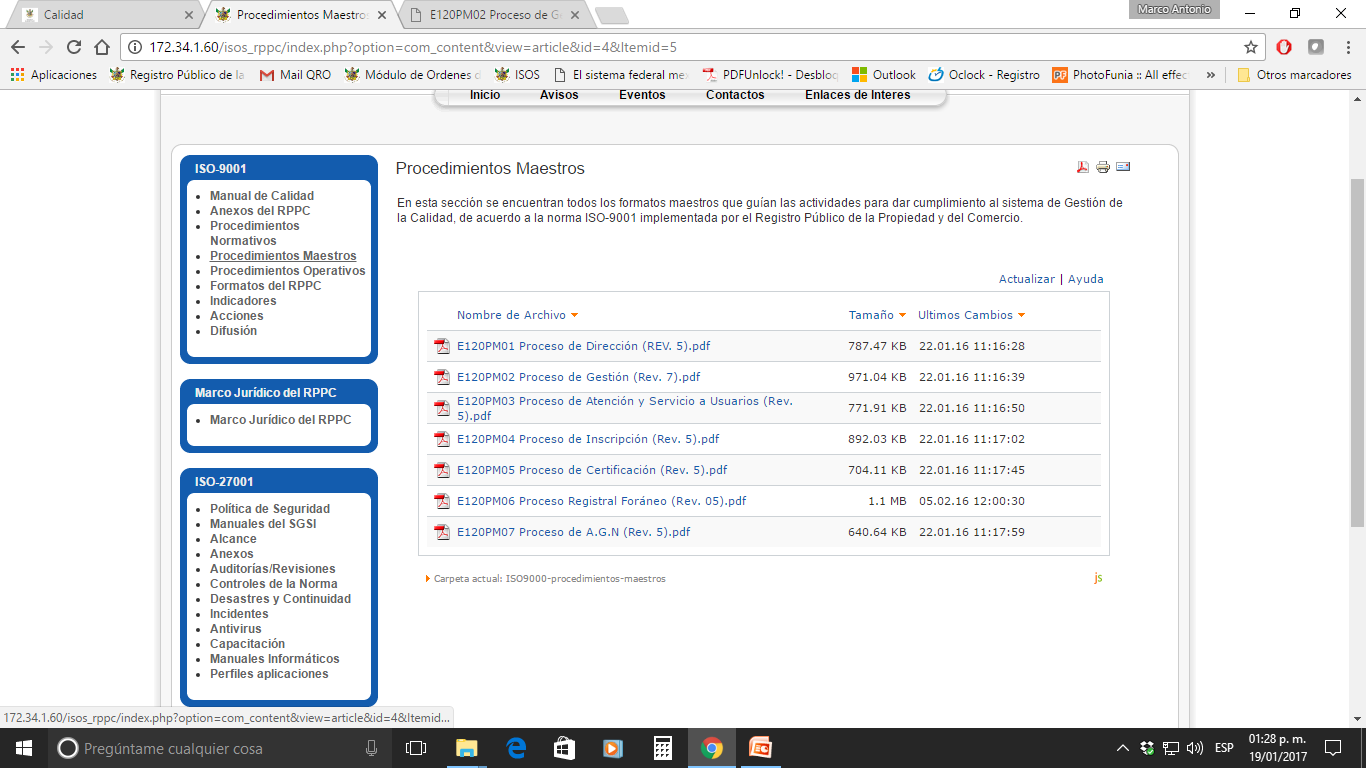 Marco Antonio
Calidad
Procedimientos Maestros
E120PM02 Proceso de Ge
172.34.1.60/isos_rppc/index.php?option=com_content&view=article&id=4&Itemid=5
Aplicaciones
Registro Público de la
Mail QRO
Módulo de Ordenes d
ISOS
El sistema federal mex
PDFUnlock! - Desbloq
Outlook
Oclock - Registro
PhotoFunia :: All effec
»
Otros marcadores
Inicio
Avisos
Eventos
Contactos
Enlaces de Interes
ISO-9001
Manual de Calidad
Anexos del RPPC
Procedimientos
Normativos
Procedimientos Maestros
Procedimientos Operativos
Formatos del RPPC
Indicadores
Acciones
Difusión
Marco Jurídico del RPPC
Marco Jurídico del RPPC
ISO-27001
Política de Seguridad
Manuales del SGSI
Alcance
Anexos
Auditorías/Revisiones
Controles de la Norma
Desastres y Continuidad
Incidentes
Antivirus
Capacitación
Manuales Informáticos
Perfiles aplicaciones
Procedimientos Maestros
En esta sección se encuentran todos los formatos maestros que guían las actividades para dar cumplimiento al sistema de Gestión de
la Calidad, de acuerdo a la norma ISO-9001 implementada por el Registro Público de la Propiedad y del Comercio.
Actualizar | Ayuda
Nombre de Archivo Tamaño Ultimos Cambios
E120PM01 Proceso de Dirección (REV. 5).pdf 787.47 KB 22.01.16 11:16:28
E120PM02 Proceso de Gestión (Rev. 7).pdf 971.04 KB 22.01.16 11:16:39
E120PM03 Proceso de Atención y Servicio a Usuarios (Rev.
5).pdf 771.91 KB 22.01.16 11:16:50
E120PM04 Proceso de Inscripción (Rev. 5).pdf 892.03 KB 22.01.16 11:17:02
E120PM05 Proceso de Certificación (Rev. 5).pdf 704.11 KB 22.01.16 11:17:45
E120PM06 Proceso Registral Foráneo (Rev. 05).pdf 1.1 MB 05.02.16 12:00:30
E120PM07 Proceso de A.G.N (Rev. 5).pdf 640.64 KB 22.01.16 11:17:59
Carpeta actual: ISO9000-procedimientos-maestros
js
172.34.1.60/isos_rppc/index.php?option=com_content&view=article&id=4&Itemid...
Pregúntame cualquier cosa
ESP
01:28 p. m.
19/01/2017